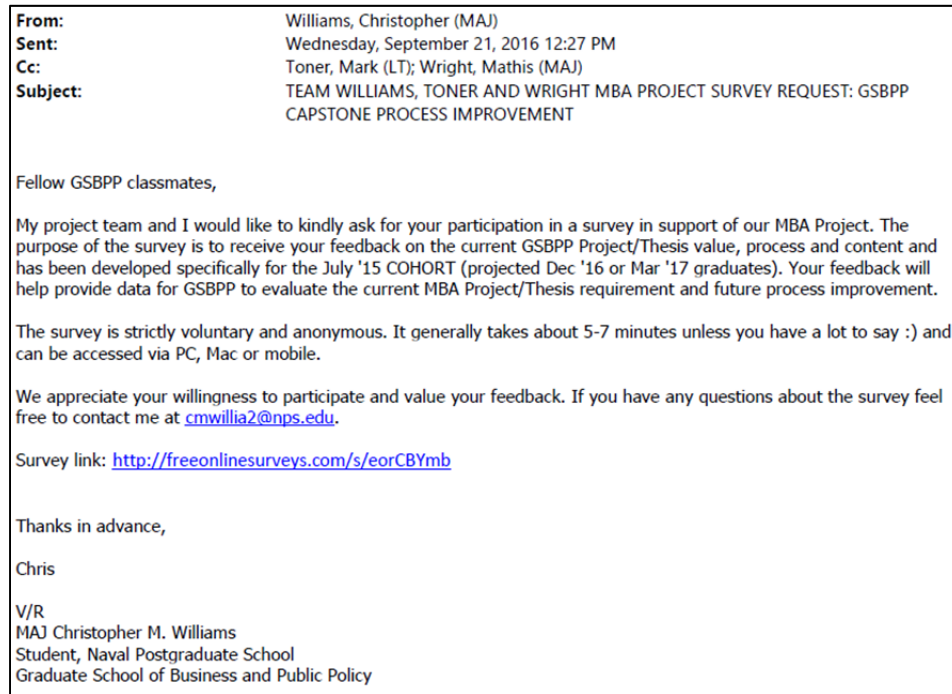 From: Williams, Christopher (MAJ)
Sent: Wednesday, September 21, 2016 12:27 PM
Cc: Toner, Mark (LT); Wright, Mathis (MAJ)
Subject: TEAM WILLIAMS, TONER AND WRIGHT MBA PROJECT SURVEY REQUEST: GSBPP
CAPSTONE PROCESS IMPROVEMENT
Fellow GSBPP classmates,
My project team and I would like to kindly ask for your participation in a survey in support of our MBA Project. The
purpose of the survey is to receive your feedback on the current GSBPP Project/Thesis value, process and content and
has been developed specifically for the July '15 COHORT (projected Dec '16 or Mar '17 graduates). Your feedback will
help provide data for GSBPP to evaluate the current MBA Project/Thesis requirement and future process improvement.
The survey is strictly voluntary and anonymous. It generally takes about 5-7 minutes unless you have a lot to say :) and
can be accessed via PC, Mac or mobile.
We appreciate your willingness to participate and value your feedback. If you have any questions about the survey feel
free to contact me at cmwillia2@nps.edu.
Survey link: http://freeonlinesurveys.com/s/eorCBYmb
Thanks in advance,
Chris
V/R
MAJ Christopher M. Williams
Student, Naval Postgraduate School
Graduate School of Business and Public Policy